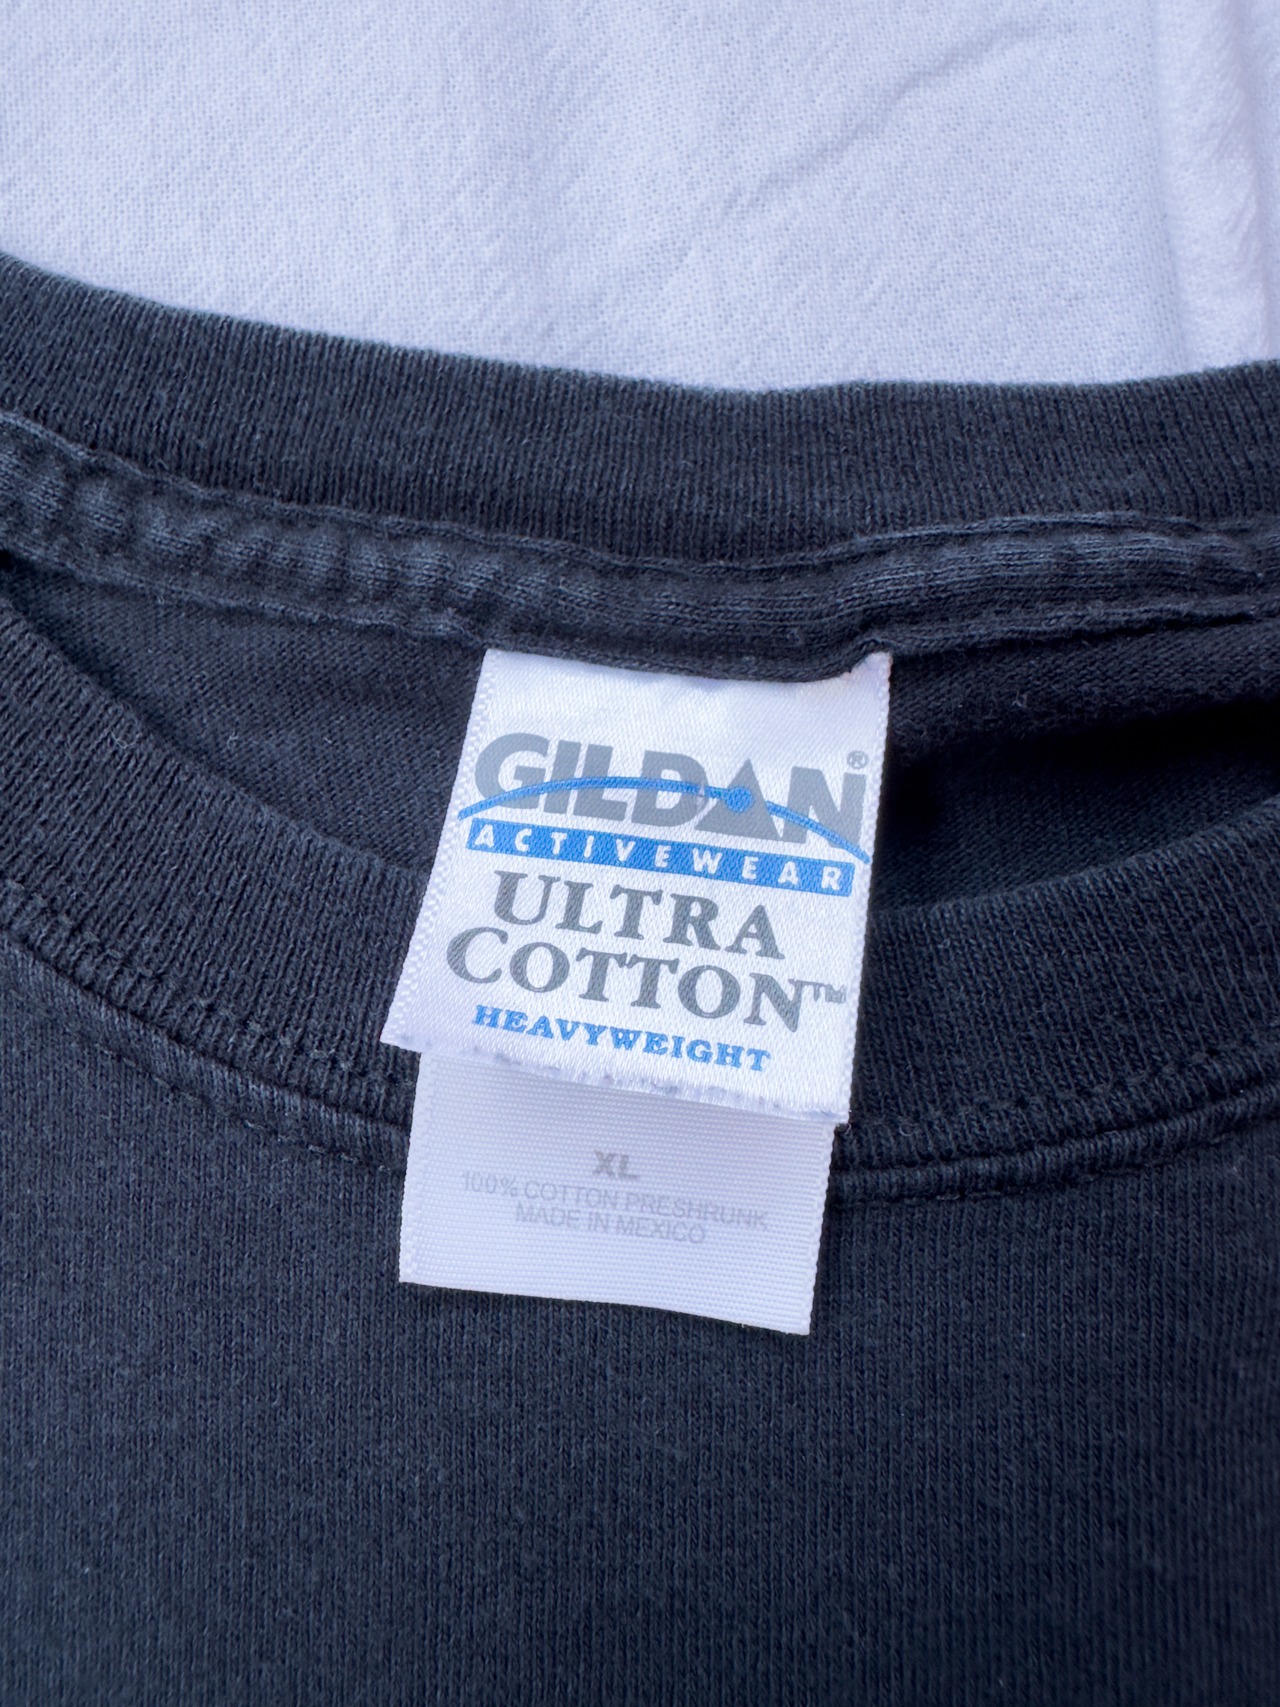 GILDAN®
ACTIVEWEAR
ULTRA
COTTON™
HEAVYWEIGHT
XL
100% COTTON PRESHRUNK
MADE IN MEXICO